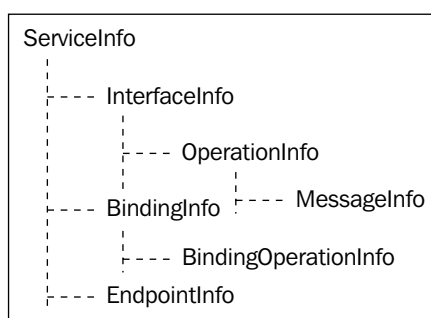 ServiceInfo
InterfaceInfo
OperationInfo
MessageInfo
BindingInfo
BindingOperationInfo
EndpointInfo